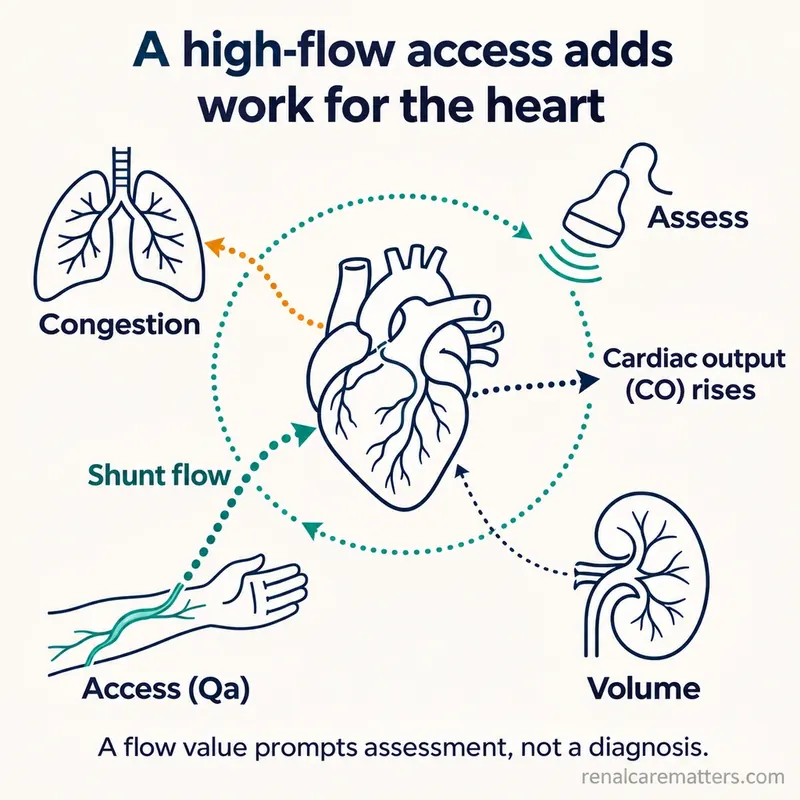 A high-flow access adds
work for the heart
Assess
Congestion
Cardiac output
(CO) rises
Shunt flow
Access (Qa)
Volume
A flow value prompts assessment, not a diagnosis.
renalcarematters.com